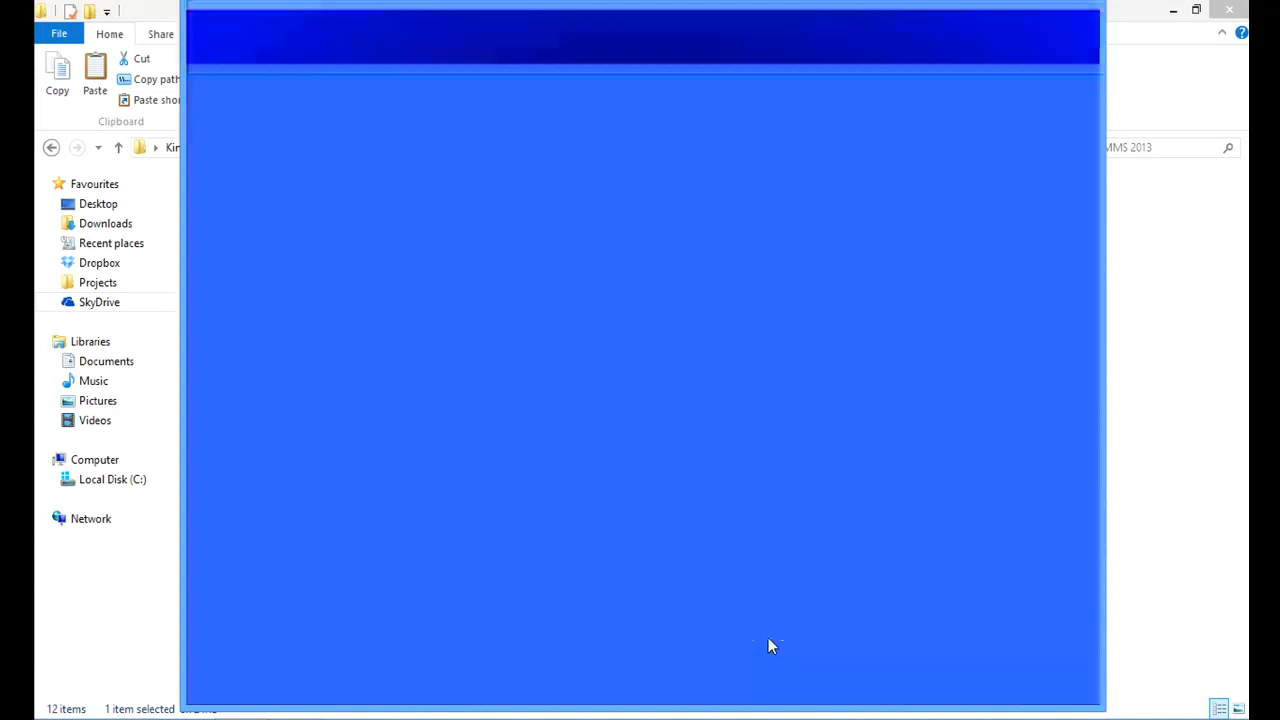 File Home Share
Cut
Copy path
Paste shor
Copy Paste
Clipboard
Kin
MMS 2013
Favourites
Desktop
Downloads
Recent places
Dropbox
Projects
SkyDrive
Libraries
Documents
Music
Pictures
Videos
Computer
Local Disk (C:)
Network
12 items 1 item selected